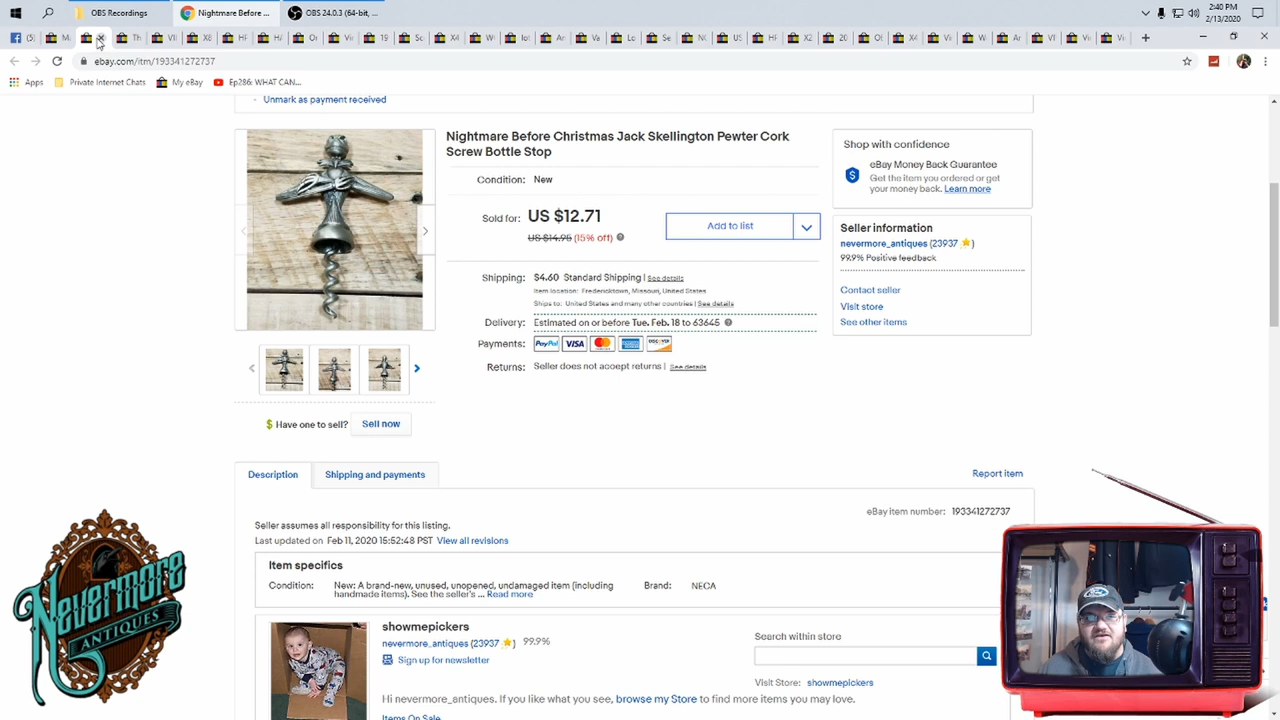 OBS Recordings
Nightmare Before ...
OBS 24.0.3 (64-bit, ...
2:40 PM
2/13/2020
ebay.com/itm/193341272737
Apps
Private Internet Chats
My eBay
Ep286: WHAT CAN...
Unmark as payment received
Nightmare Before Christmas Jack Skellington Pewter Cork
Screw Bottle Stop
Condition: New
Sold for: US $12.71
US $14.95 (15% off)
Add to list
Shipping: $4.60 Standard Shipping | See details
Item location: Fredericktown, Missouri, United States
Ships to: United States and many other countries | See details
Delivery: Estimated on or before Tue. Feb. 18 to 63645
Payments: PayPal VISA
Returns: Seller does not accept returns | See details
Shop with confidence
eBay Money Back Guarantee
Get the item you ordered or
get your money back. Learn more
Seller information
nevermore_antiques (23937)
99.9% Positive feedback
Contact seller
Visit store
See other items
$ Have one to sell? Sell now
Description
Shipping and payments
Report item
eBay item number: 193341272737
Seller assumes all responsibility for this listing.
Last updated on Feb 11, 2020 15:52:48 PST View all revisions
Item specifics
Condition: New: A brand-new, unused, unopened, undamaged item (including
handmade items). See the seller's ... Read more
Brand: NECA
showmepickers
nevermore_antiques (23937) 99.9%
Sign up for newsletter
Search within store
Visit Store: showmepickers
Hi nevermore_antiques. If you like what you see, browse my Store to find more items you may love.
Items On Sale
Nevermore
ANTIQUES